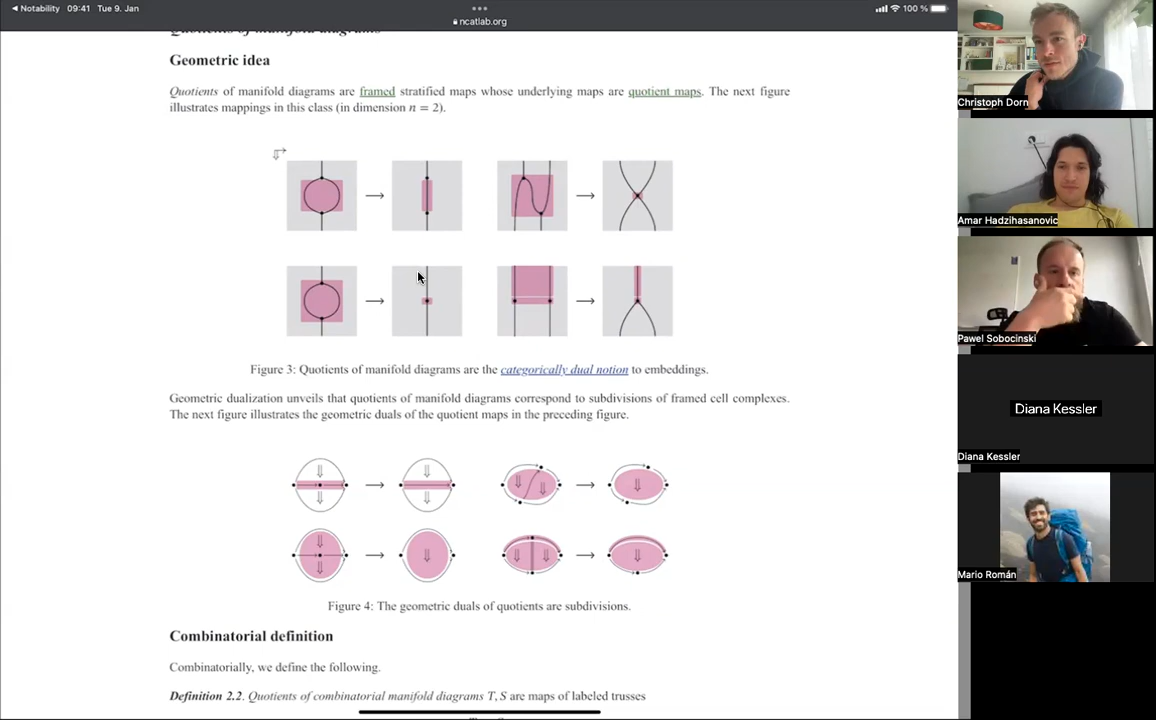 Notability 09:41 Tue 9. Jan
100 %
ncatlab.org
Quotients of manifold diagrams
Geometric idea
Quotients of manifold diagrams are framed stratified maps whose underlying maps are quotient maps. The next figure
illustrates mappings in this class (in dimension n = 2).
Figure 3: Quotients of manifold diagrams are the categorically dual notion to embeddings.
Geometric dualization unveils that quotients of manifold diagrams correspond to subdivisions of framed cell complexes.
The next figure illustrates the geometric duals of the quotient maps in the preceding figure.
Figure 4: The geometric duals of quotients are subdivisions.
Combinatorial definition
Combinatorially, we define the following.
Definition 2.2. Quotients of combinatorial manifold diagrams T, S are maps of labeled trusses
Christoph Dorn
Amar Hadzihasanovic
Pawel Sobocinski
Diana Kessler
Diana Kessler
Mario Román